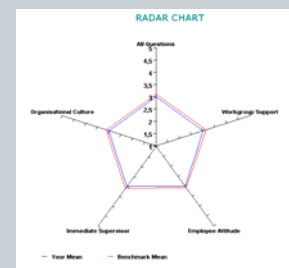 RADAR CHART
All Questions
5
4,5
4
3,5
3
2,5
2
1,5
1
Organisational Culture
Workgroup Support
Immediate Supervisor
Employee Attitude
Your Mean
Benchmark Mean